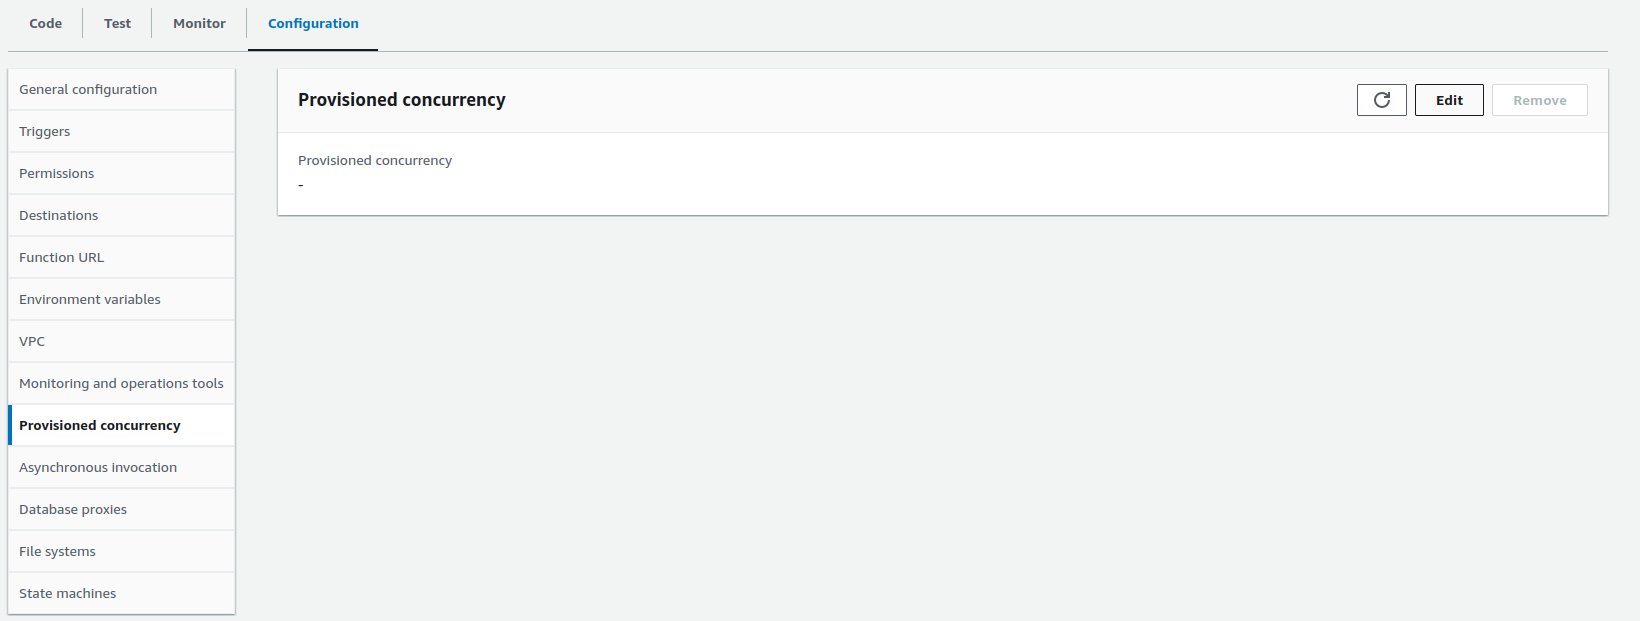 Code
Test
Monitor
Configuration
General configuration
Triggers
Permissions
Destinations
Function URL
Environment variables
VPC
Monitoring and operations tools
Provisioned concurrency
Asynchronous invocation
Database proxies
File systems
State machines
Provisioned concurrency
Edit
Remove
Provisioned concurrency
-